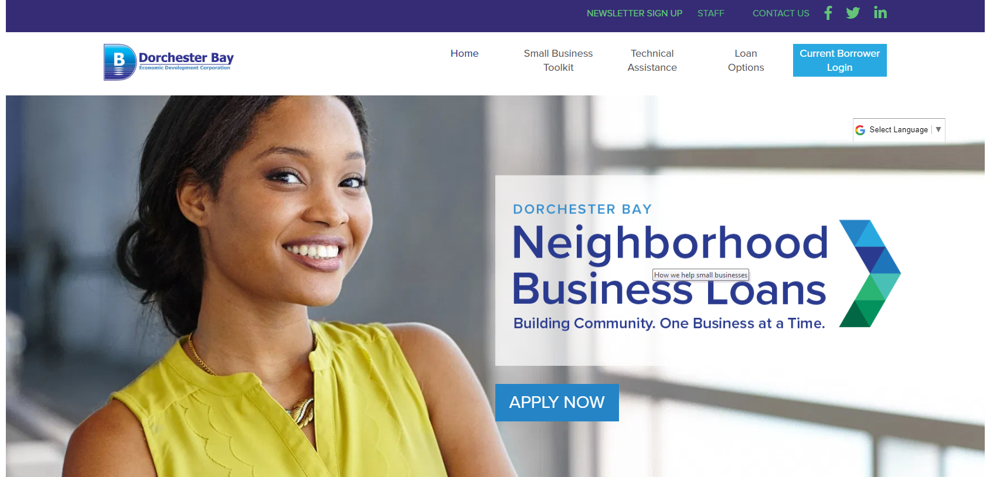 NEWSLETTER SIGN UP
STAFF
CONTACT US
B
Dorchester Bay
Economic Development Corporation
Home
Small Business
Toolkit
Technical
Assistance
Loan
Options
Current Borrower
Login
G Select Language ▼
DORCHESTER BAY
Neighborhood
How we help small businesses
Business Loans
Building Community. One Business at a Time.
APPLY NOW